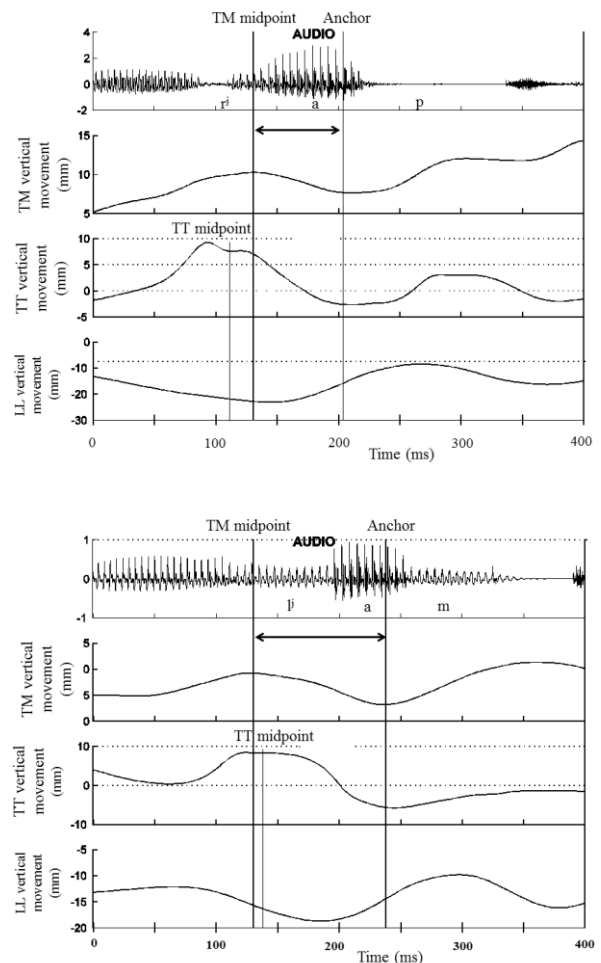 TM midpoint Anchor
AUDIO
4
2
0
-2
rʲ a p
TM vertical movement (mm)
15
10
5
TT midpoint
TT vertical movement (mm)
10
5
0
-5
LL vertical movement (mm)
0
-10
-20
-30
0 100 200 300 400
Time (ms)
TM midpoint Anchor
AUDIO
1
0
-1
lʲ a m
TM vertical movement (mm)
5
0
5
0
TT midpoint
TT vertical movement (mm)
10
0
-10
LL vertical movement (mm)
-5
-10
-15
-20
0 100 200 300 400
Time (ms)